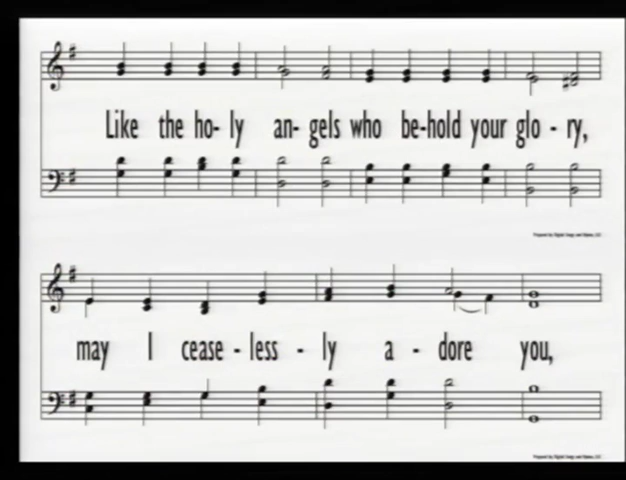 Like the ho- ly an- gels who be-hold your glo - ry,
may I cease - less - ly a - dore you,